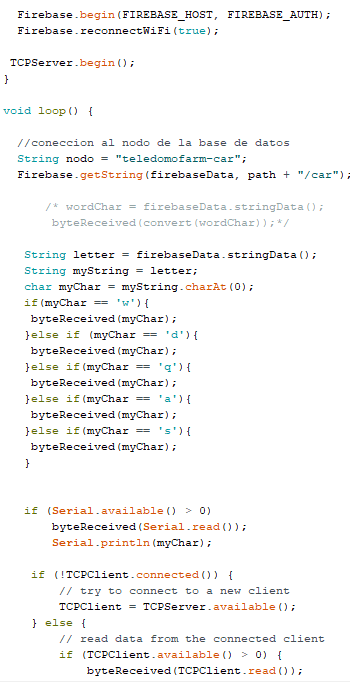 Firebase.begin(FIREBASE_HOST, FIREBASE_AUTH);
Firebase.reconnectWiFi(true);
TCPServer.begin();
}
void loop() {
//coneccion al nodo de la base de datos
String nodo = "teledomofarm-car";
Firebase.getString(firebaseData, path + "/car");
/* wordChar = firebaseData.stringData();
byteReceived(convert(wordChar));*/
String letter = firebaseData.stringData();
String myString = letter;
char myChar = myString.charAt(0);
if(myChar == 'w'){
byteReceived(myChar);
}else if (myChar == 'd'){
byteReceived(myChar);
}else if(myChar == 'q'){
byteReceived(myChar);
}else if(myChar == 'a'){
byteReceived(myChar);
}else if(myChar == 's'){
byteReceived(myChar);
}
if (Serial.available() > 0)
byteReceived(Serial.read());
Serial.println(myChar);
if (!TCPClient.connected()) {
// try to connect to a new client
TCPClient = TCPServer.available();
} else {
// read data from the connected client
if (TCPClient.available() > 0) {
byteReceived(TCPClient.read());